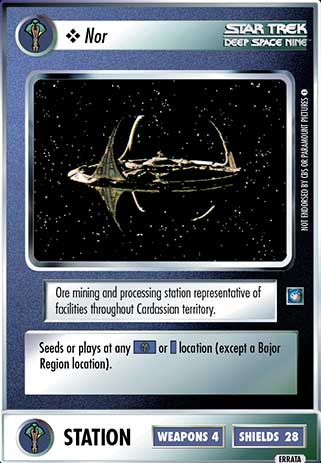 ❖ Nor
STAR TREK
DEEP SPACE NINE
NOT ENDORSED BY CBS OR PARAMOUNT PICTURES
Ore mining and processing station representative of
facilities throughout Cardassian territory.
Seeds or plays at any or location (except a Bajor
Region location).
STATION
WEAPONS 4
SHIELDS 28
ERRATA